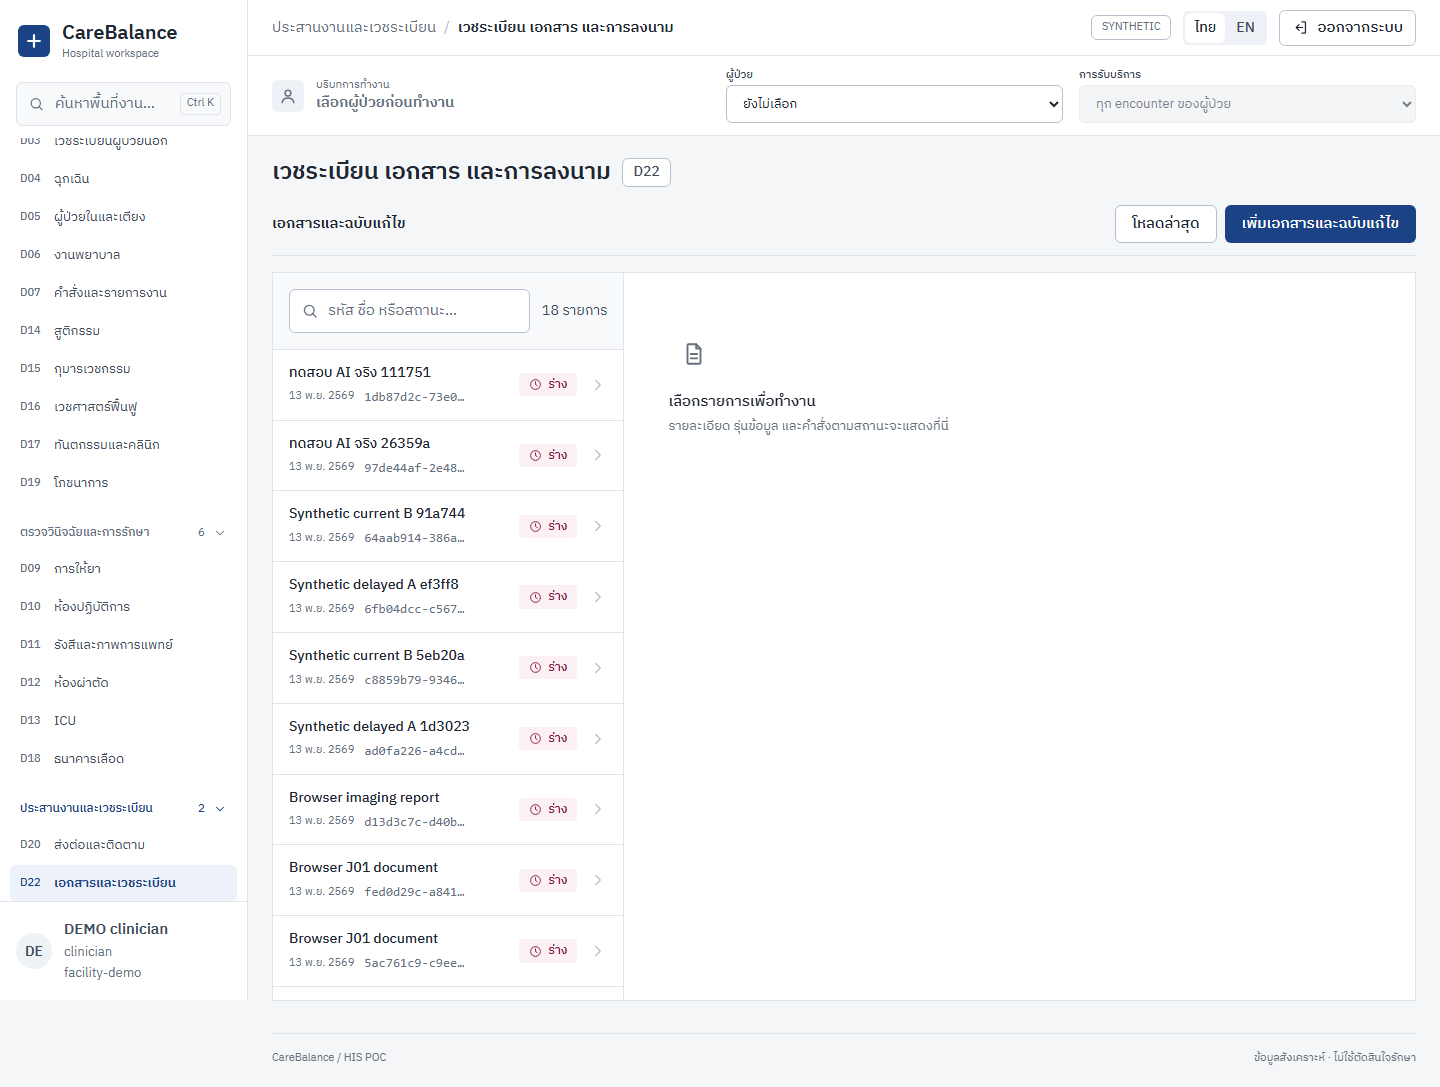 CareBalance
Hospital workspace
ค้นหาพื้นที่งาน... Ctrl K
D03 เวชระเบียนผู้ป่วยนอก
D04 ฉุกเฉิน
D05 ผู้ป่วยในและเตียง
D06 งานพยาบาล
D07 คำสั่งและรายการงาน
D14 สูติกรรม
D15 กุมารเวชกรรม
D16 เวชศาสตร์ฟื้นฟู
D17 ทันตกรรมและคลินิก
D19 โภชนาการ
ตรวจวินิจฉัยและการรักษา 6
D09 การให้ยา
D10 ห้องปฏิบัติการ
D11 รังสีและภาพการแพทย์
D12 ห้องผ่าตัด
D13 ICU
D18 ธนาคารเลือด
ประสานงานและเวชระเบียน 2
D20 ส่งต่อและติดตาม
D22 เอกสารและเวชระเบียน
DE
DEMO clinician
clinician
facility-demo
ประสานงานและเวชระเบียน / เวชระเบียน เอกสาร และการลงนาม
SYNTHETIC ไทย EN ออกจากระบบ
บริบทการทำงาน
เลือกผู้ป่วยก่อนทำงาน
ผู้ป่วย
ยังไม่เลือก
การรับบริการ
ทุก encounter ของผู้ป่วย
เวชระเบียน เอกสาร และการลงนาม D22
เอกสารและฉบับแก้ไข
โหลดล่าสุด เพิ่มเอกสารและฉบับแก้ไข
รหัส ชื่อ หรือสถานะ... 18 รายการ
ทดสอบ AI จริง 111751
13 พ.ย. 2569 1db87d2c-73e0… ร่าง
ทดสอบ AI จริง 26359a
13 พ.ย. 2569 97de44af-2e48… ร่าง
Synthetic current B 91a744
13 พ.ย. 2569 64aab914-386a… ร่าง
Synthetic delayed A ef3ff8
13 พ.ย. 2569 6fb04dcc-c567… ร่าง
Synthetic current B 5eb20a
13 พ.ย. 2569 c8859b79-9346… ร่าง
Synthetic delayed A 1d3023
13 พ.ย. 2569 ad0fa226-a4cd… ร่าง
Browser imaging report
13 พ.ย. 2569 d13d3c7c-d40b… ร่าง
Browser J01 document
13 พ.ย. 2569 fed0d29c-a841… ร่าง
Browser J01 document
13 พ.ย. 2569 5ac761c9-c9ee… ร่าง
เลือกรายการเพื่อทำงาน
รายละเอียด รุ่นข้อมูล และคำสั่งตามสถานะจะแสดงที่นี่
CareBalance / HIS POC
ข้อมูลสังเคราะห์ · ไม่ใช้ตัดสินใจรักษา